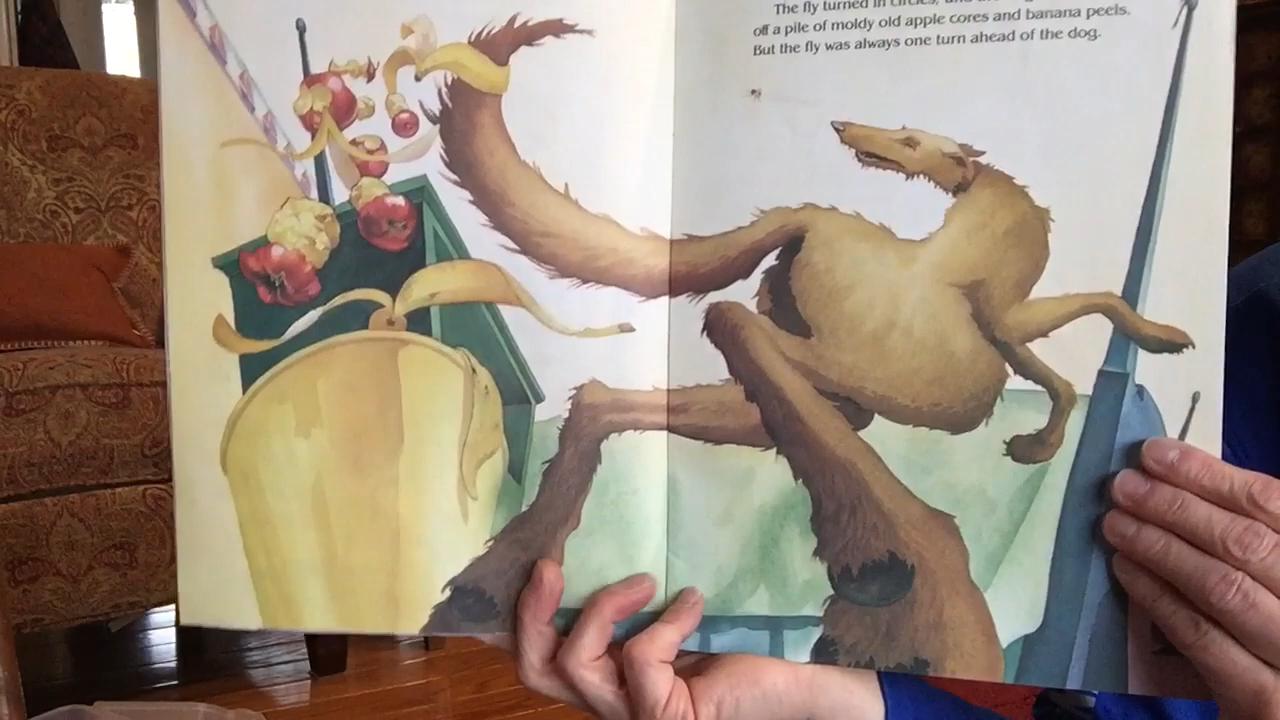 The fly turned in circles, and the
off a pile of moldy old apple cores and banana peels.
But the fly was always one turn ahead of the dog.